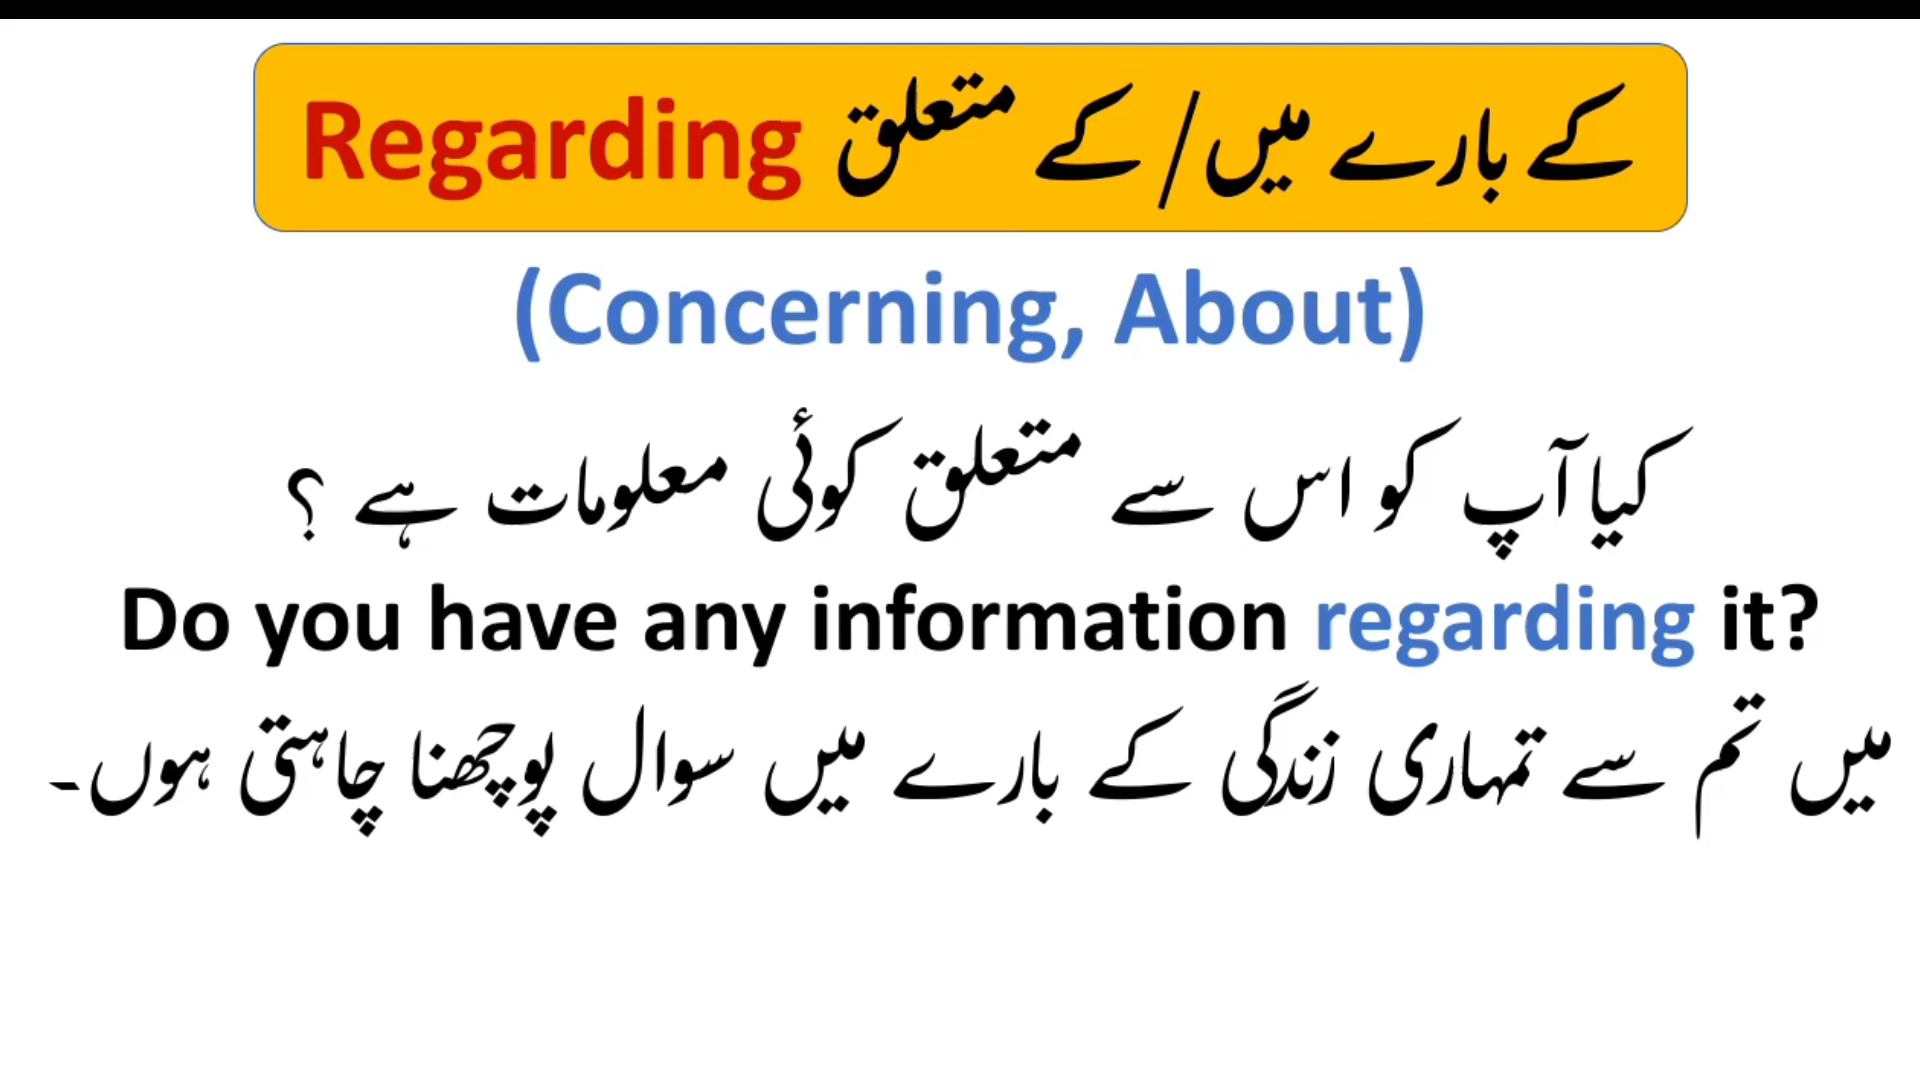 Regarding کے بارے میں/کے متعلق
(Concerning, About)
کیا آپ کو اس سے متعلق کوئی معلومات ہے ؟
Do you have any information regarding it?
میں تم سے تمہاری زندگی کے بارے میں سوال پوچھنا چاہتی ہوں۔